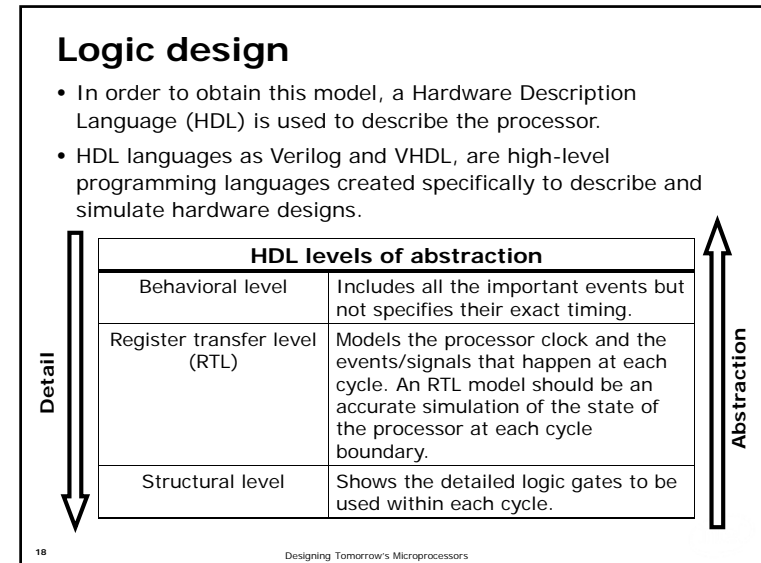 Logic design
• In order to obtain this model, a Hardware Description
Language (HDL) is used to describe the processor.
• HDL languages as Verilog and VHDL, are high-level
programming languages created specifically to describe and
simulate hardware designs.
HDL levels of abstraction
Behavioral level
Includes all the important events but
not specifies their exact timing.
Register transfer level
(RTL)
Models the processor clock and the
events/signals that happen at each
cycle. An RTL model should be an
accurate simulation of the state of
the processor at each cycle
boundary.
Structural level
Shows the detailed logic gates to be
used within each cycle.
Detail
Abstraction
18
Designing Tomorrow's Microprocessors